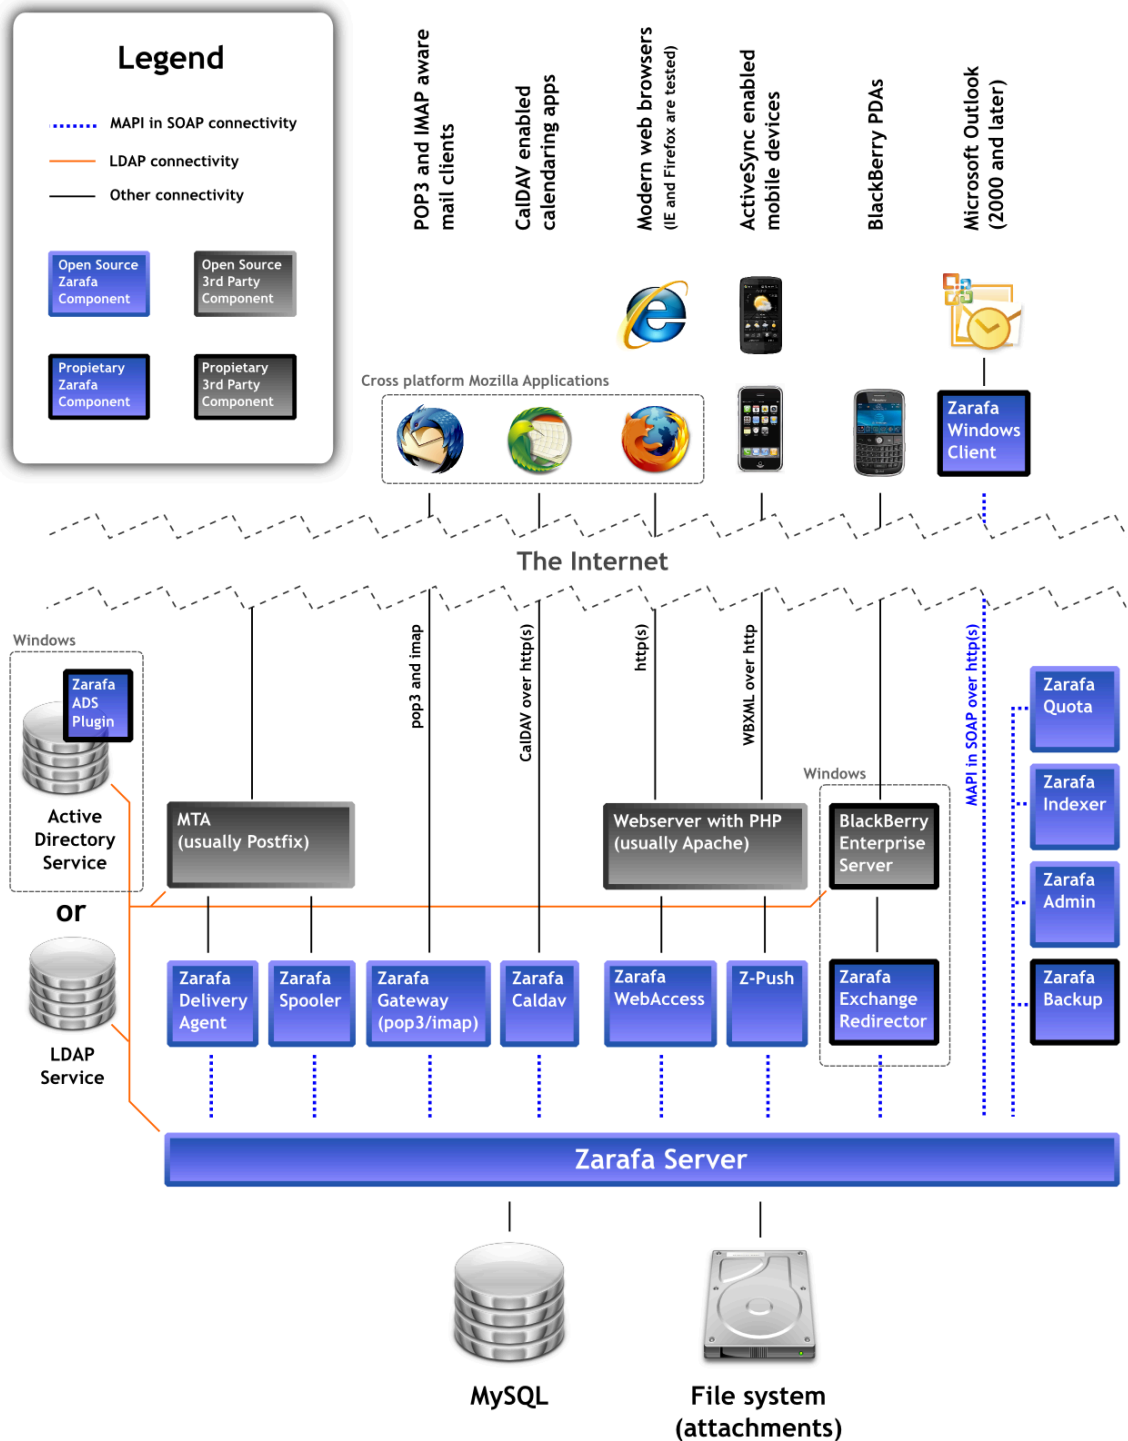 Legend
MAPI in SOAP connectivity
LDAP connectivity
Other connectivity
Open Source
Zarafa
Component
Open Source
3rd Party
Component
Propietary
Zarafa
Component
Propietary
3rd Party
Component
POP3 and IMAP aware
mail clients
CalDAV enabled
calendaring apps
Modern web browsers
(IE and Firefox are tested)
ActiveSync enabled
mobile devices
BlackBerry PDAs
Microsoft Outlook
(2000 and later)
Cross platform Mozilla Applications
Zarafa
Windows
Client
The Internet
Windows
Zarafa
ADS
Plugin
Active
Directory
Service
or
LDAP
Service
pop3 and imap
CalDAV over http(s)
http(s)
WBXML over http
MAPI in SOAP over http(s)
MTA
(usually Postfix)
Webserver with PHP
(usually Apache)
Windows
BlackBerry
Enterprise
Server
Zarafa
Quota
Zarafa
Indexer
Zarafa
Admin
Zarafa
Backup
Zarafa
Delivery
Agent
Zarafa
Spooler
Zarafa
Gateway
(pop3/imap)
Zarafa
Caldav
Zarafa
WebAccess
Z-Push
Zarafa
Exchange
Redirector
Zarafa Server
MySQL
File system
(attachments)